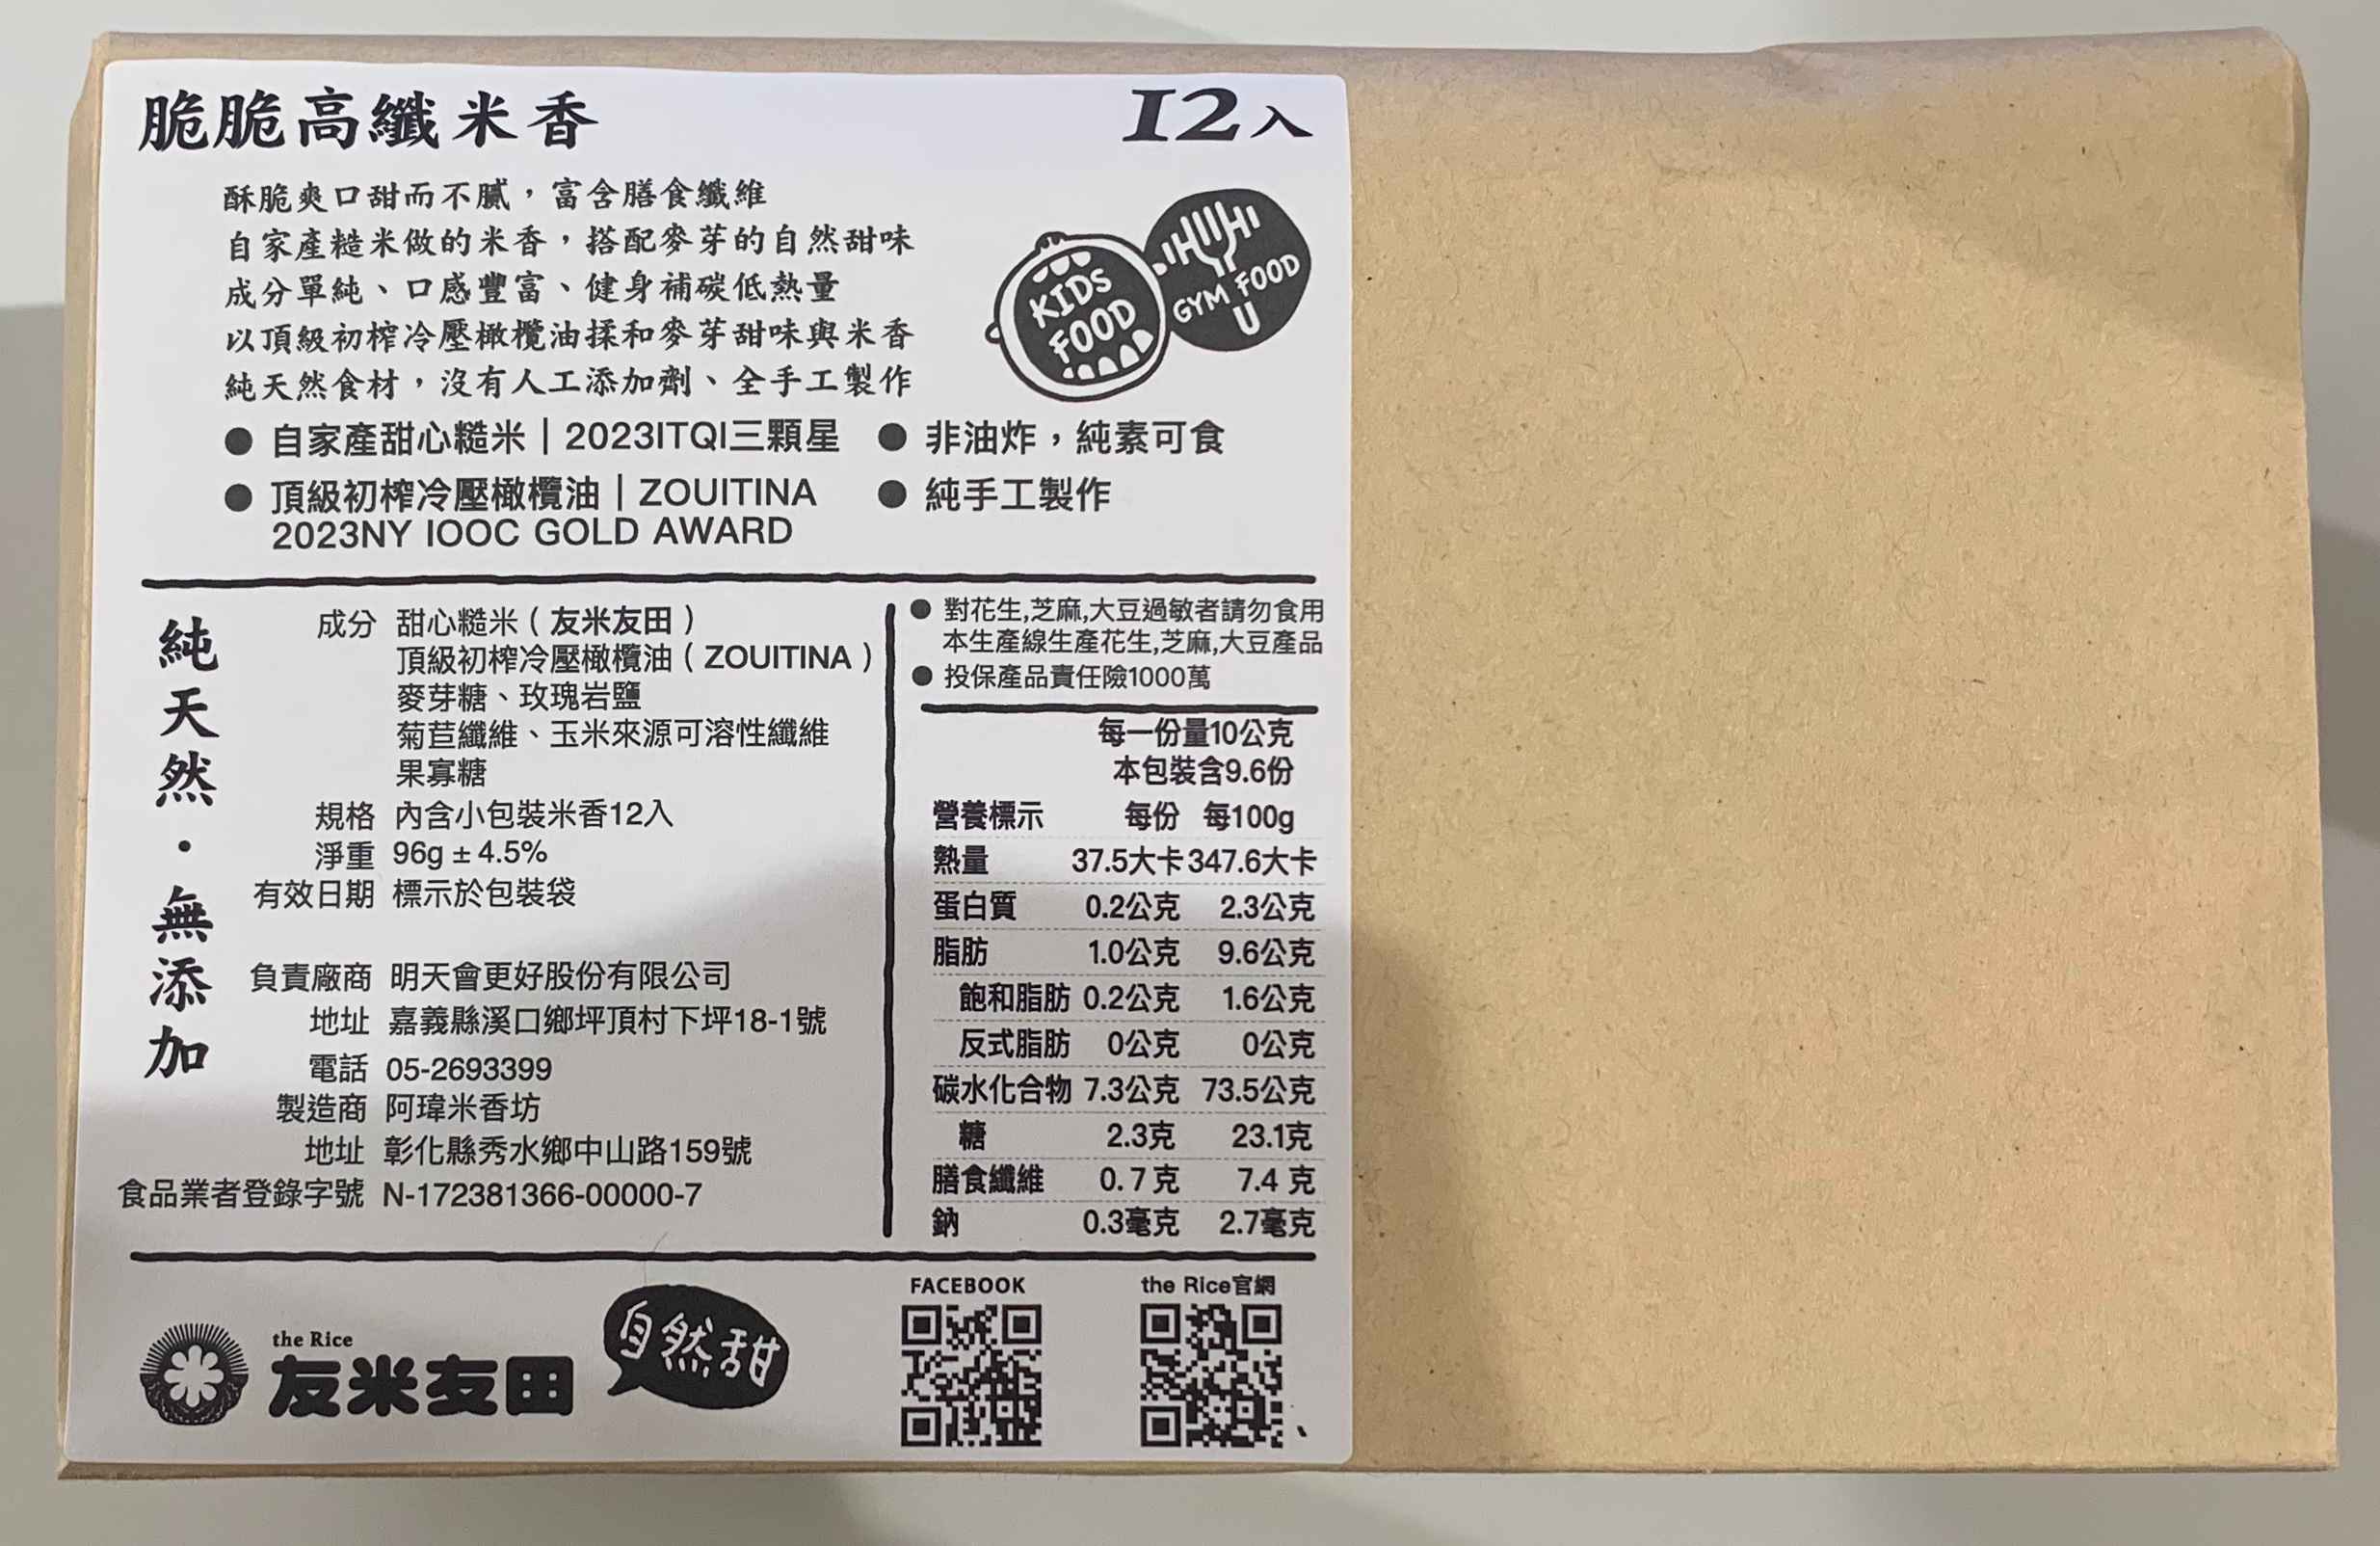 脆脆高纖米香
12入
酥脆爽口甜而不膩，富含膳食纖維
自家產糙米做的米香，搭配麥芽的自然甜味
成分單純、口感豐富、健身補碳低熱量
以頂級初榨冷壓橄欖油揉和麥芽甜味與米香
純天然食材，沒有人工添加劑、全手工製作
KIDS
FOOD
GYM FOOD
U
● 自家產甜心糙米｜2023ITQI三顆星
● 非油炸，純素可食
● 頂級初榨冷壓橄欖油｜ZOUITINA
2023NY IOOC GOLD AWARD
● 純手工製作
純天然・無添加
成分 甜心糙米（友米友田）
頂級初榨冷壓橄欖油（ZOUITINA）
麥芽糖、玫瑰岩鹽
菊苣纖維、玉米來源可溶性纖維
果寡糖
規格 內含小包裝米香12入
淨重 96g ± 4.5%
有效日期 標示於包裝袋
負責廠商 明天會更好股份有限公司
地址 嘉義縣溪口鄉坪頂村下坪18-1號
電話 05-2693399
製造商 阿瑋米香坊
地址 彰化縣秀水鄉中山路159號
食品業者登錄字號 N-172381366-00000-7
● 對花生,芝麻,大豆過敏者請勿食用
本生產線生產花生,芝麻,大豆產品
● 投保產品責任險1000萬
每一份量10公克
本包裝含9.6份
營養標示 每份 每100g
熱量 37.5大卡 347.6大卡
蛋白質 0.2公克 2.3公克
脂肪 1.0公克 9.6公克
飽和脂肪 0.2公克 1.6公克
反式脂肪 0公克 0公克
碳水化合物 7.3公克 73.5公克
糖 2.3克 23.1克
膳食纖維 0.7克 7.4克
鈉 0.3毫克 2.7毫克
the Rice
友米友田
自然甜
FACEBOOK
the Rice官網